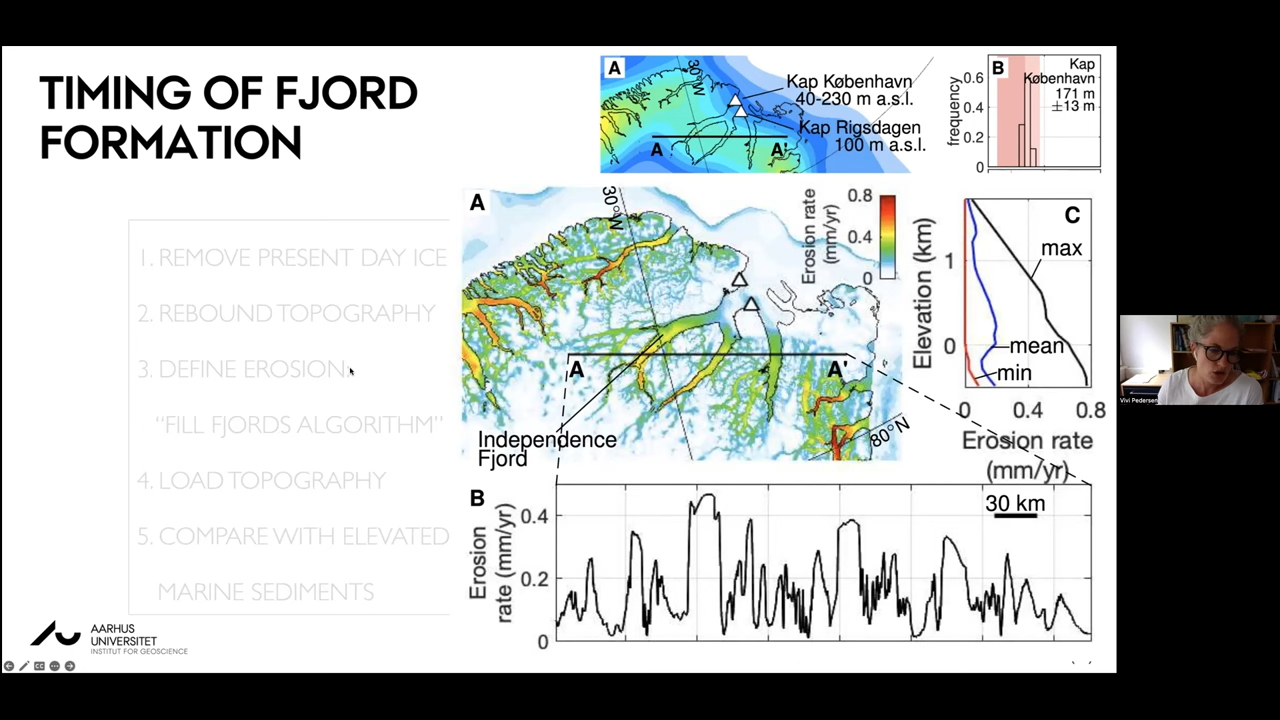 TIMING OF FJORD
FORMATION
1. REMOVE PRESENT DAY ICE
2. REBOUND TOPOGRAPHY
3. DEFINE EROSION:
"FILL FJORDS ALGORITHM"
4. LOAD TOPOGRAPHY
5. COMPARE WITH ELEVATED
MARINE SEDIMENTS
AARHUS
UNIVERSITET
INSTITUT FOR GEOSCIENCE
A
30°W
Kap København
40-230 m a.s.l.
Kap Rigsdagen
100 m a.s.l.
A
A'
B
Kap
København
171 m
±13 m
frequency
0.6
0.4
0.2
0
A
30°W
Erosion rate
(mm/yr)
0.8
0.4
0
A
A'
Independence
Fjord
80°N
C
Elevation (km)
1
0
max
mean
min
0
0.4
0.8
Erosion rate
(mm/yr)
B
30 km
Erosion
rate (mm/yr)
0.4
0.2
0
Vivi Pedersen